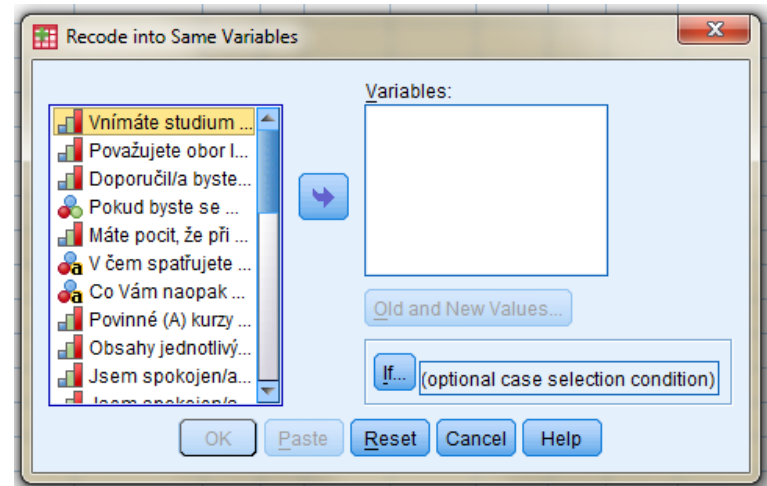 Recode into Same Variables
Variables:
Vnímáte studium ...
Považujete obor I...
Doporučil/a byste...
Pokud byste se ...
Máte pocit, že při ...
V čem spatřujete ...
Co Vám naopak ...
Povinné (A) kurzy ...
Obsahy jednotlivý...
Jsem spokojen/a...
Jsem spokojen/a
Old and New Values...
If... (optional case selection condition)
OK Paste Reset Cancel Help